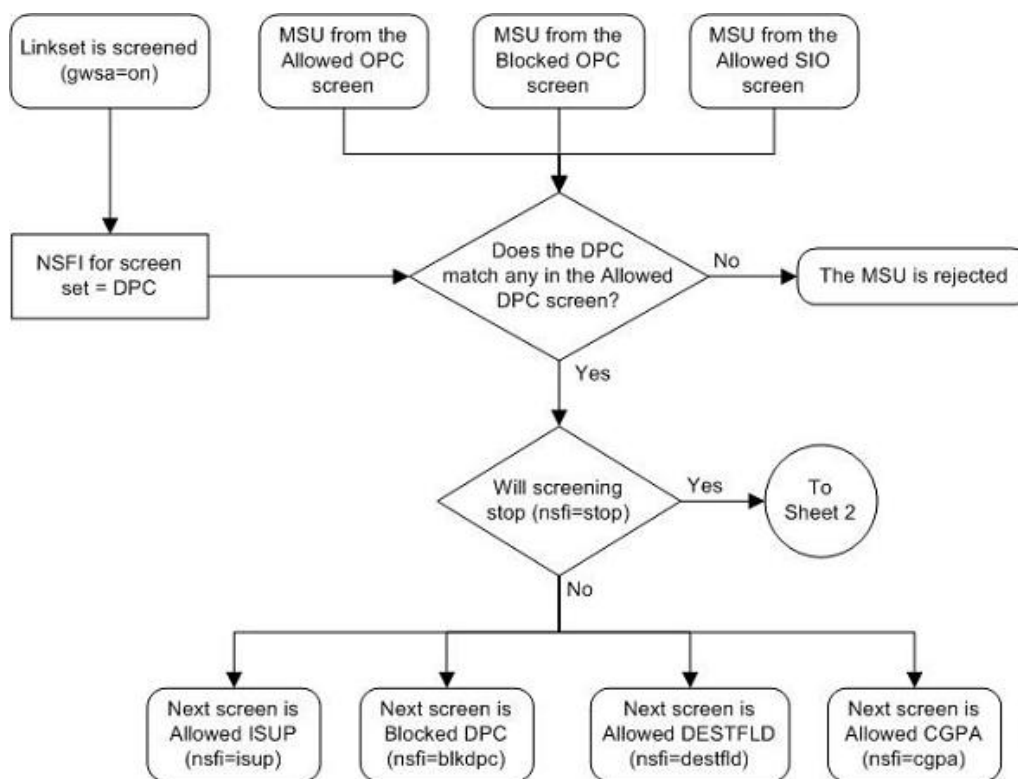 Linkset is screened
(gwsa=on)
MSU from the
Allowed OPC
screen
MSU from the
Blocked OPC
screen
MSU from the
Allowed SIO
screen
NSFI for screen
set = DPC
Does the DPC
match any in the Allowed
DPC screen?
No
The MSU is rejected
Yes
Will screening
stop (nsfi=stop)
Yes
To
Sheet 2
No
Next screen is
Allowed ISUP
(nsfi=isup)
Next screen is
Blocked DPC
(nsfi=blkdpc)
Next screen is
Allowed DESTFLD
(nsfi=destfld)
Next screen is
Allowed CGPA
(nsfi=cgpa)